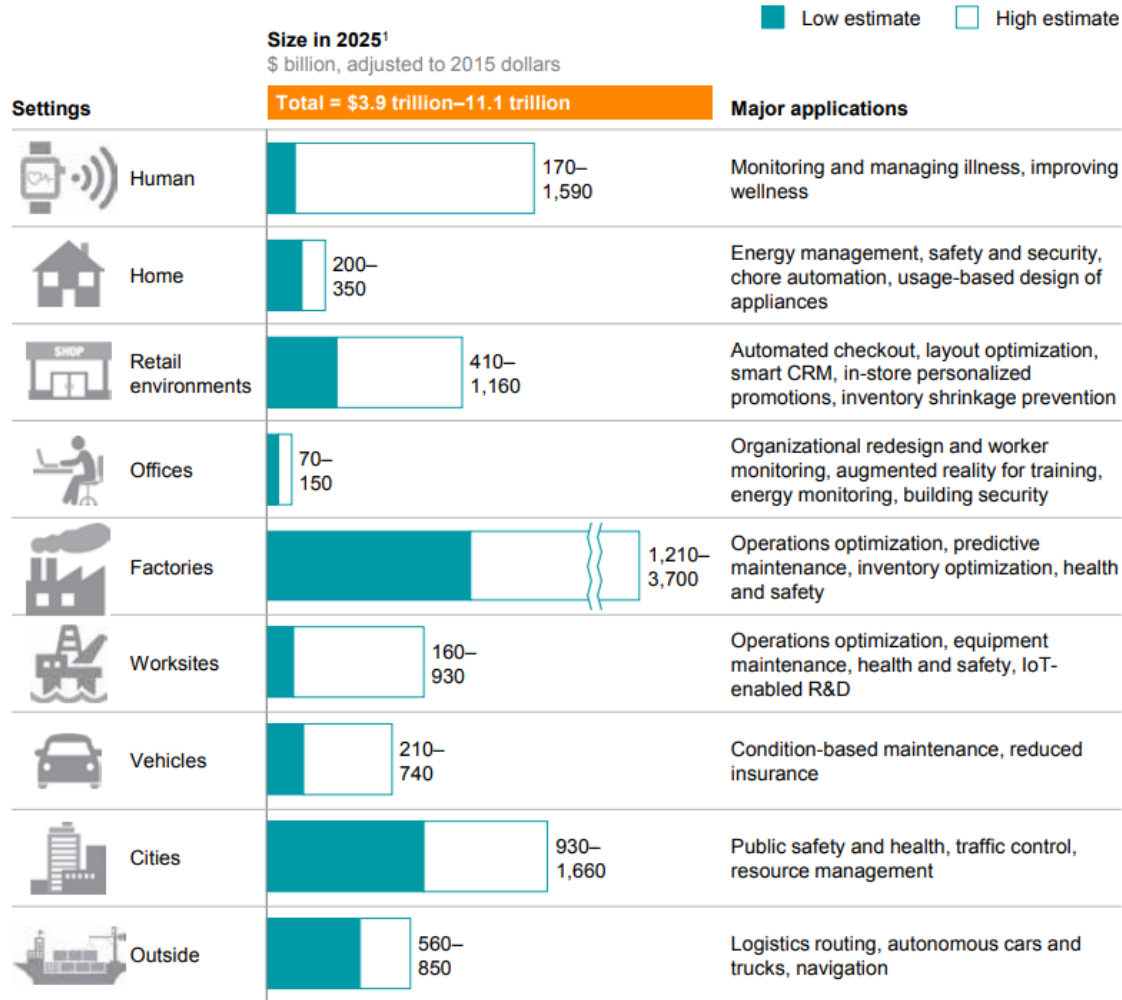 Low estimate High estimate
Size in 2025¹
$ billion, adjusted to 2015 dollars
Settings
Total = $3.9 trillion–11.1 trillion
Major applications
Human
170–
1,590
Monitoring and managing illness, improving
wellness
Home
200–
350
Energy management, safety and security,
chore automation, usage-based design of
appliances
SHOP
Retail
environments
410–
1,160
Automated checkout, layout optimization,
smart CRM, in-store personalized
promotions, inventory shrinkage prevention
Offices
70–
150
Organizational redesign and worker
monitoring, augmented reality for training,
energy monitoring, building security
Factories
1,210–
3,700
Operations optimization, predictive
maintenance, inventory optimization, health
and safety
Worksites
160–
930
Operations optimization, equipment
maintenance, health and safety, IoT-
enabled R&D
Vehicles
210–
740
Condition-based maintenance, reduced
insurance
Cities
930–
1,660
Public safety and health, traffic control,
resource management
Outside
560–
850
Logistics routing, autonomous cars and
trucks, navigation